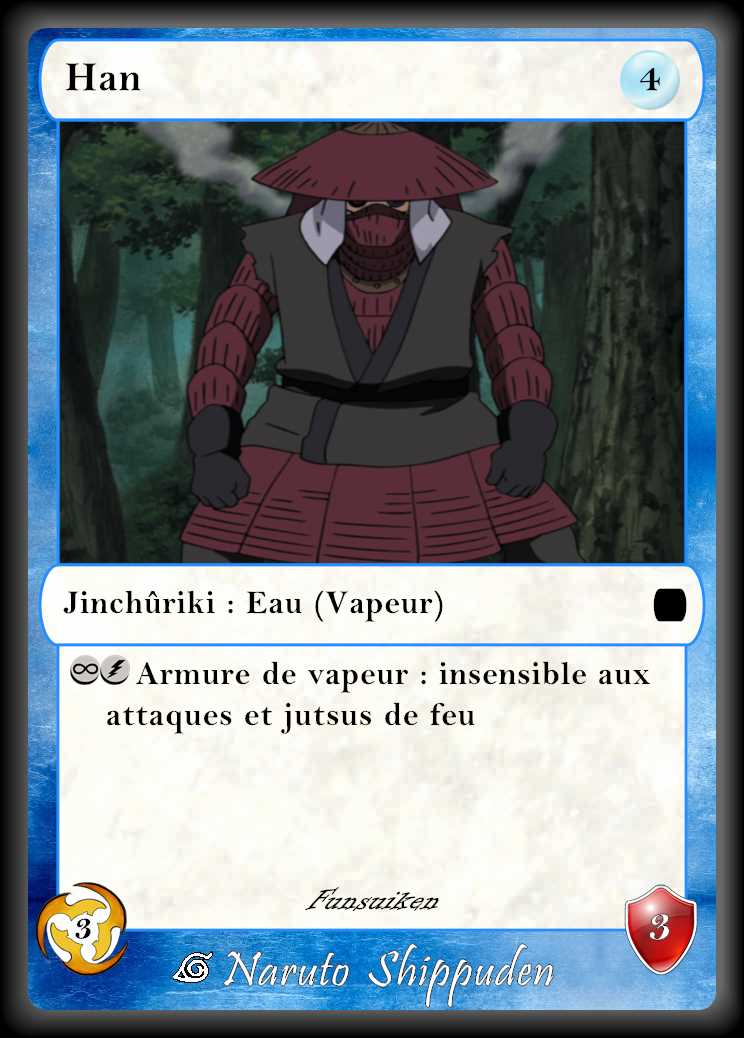 Han
4
Jinchûriki : Eau (Vapeur)
Armure de vapeur : insensible aux
attaques et jutsus de feu
Funsuiken
3
3
Naruto Shippuden